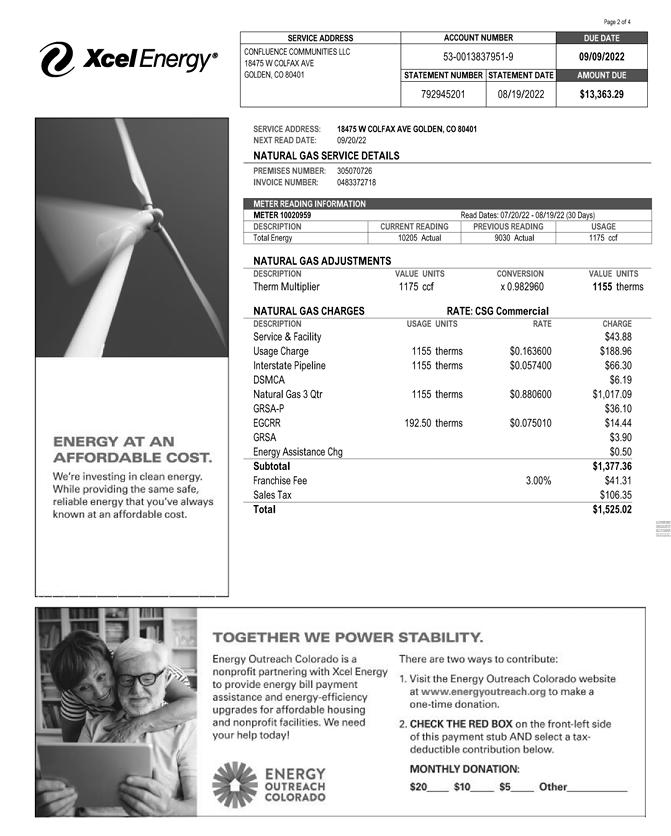 Page 2 of 4
XcelEnergy®
SERVICE ADDRESS ACCOUNT NUMBER DUE DATE
CONFLUENCE COMMUNITIES LLC
18475 W COLFAX AVE
GOLDEN, CO 80401
53-0013837951-9 09/09/2022
STATEMENT NUMBER STATEMENT DATE AMOUNT DUE
792945201 08/19/2022 $13,363.29
SERVICE ADDRESS: 18475 W COLFAX AVE GOLDEN, CO 80401
NEXT READ DATE: 09/20/22
NATURAL GAS SERVICE DETAILS
PREMISES NUMBER: 305070726
INVOICE NUMBER: 0483372718
METER READING INFORMATION
METER 10020959 Read Dates: 07/20/22 - 08/19/22 (30 Days)
DESCRIPTION CURRENT READING PREVIOUS READING USAGE
Total Energy 10205 Actual 9030 Actual 1175 ccf
NATURAL GAS ADJUSTMENTS
DESCRIPTION VALUE UNITS CONVERSION VALUE UNITS
Therm Multiplier 1175 ccf x 0.982960 1155 therms
NATURAL GAS CHARGES RATE: CSG Commercial
DESCRIPTION USAGE UNITS RATE CHARGE
Service & Facility $43.88
Usage Charge 1155 therms $0.163600 $188.96
Interstate Pipeline 1155 therms $0.057400 $66.30
DSMCA $6.19
Natural Gas 3 Qtr 1155 therms $0.880600 $1,017.09
GRSA-P $36.10
EGCRR 192.50 therms $0.075010 $14.44
GRSA $3.90
Energy Assistance Chg $0.50
Subtotal $1,377.36
Franchise Fee 3.00% $41.31
Sales Tax $106.35
Total $1,525.02
ENERGY AT AN
AFFORDABLE COST.
We're investing in clean energy.
While providing the same safe,
reliable energy that you've always
known at an affordable cost.
TOGETHER WE POWER STABILITY.
Energy Outreach Colorado is a
nonprofit partnering with Xcel Energy
to provide energy bill payment
assistance and energy-efficiency
upgrades for affordable housing
and nonprofit facilities. We need
your help today!
ENERGY
OUTREACH
COLORADO
There are two ways to contribute:
1. Visit the Energy Outreach Colorado website
at www.energyoutreach.org to make a
one-time donation.
2. CHECK THE RED BOX on the front-left side
of this payment stub AND select a tax-
deductible contribution below.
MONTHLY DONATION:
$20____ $10____ $5____ Other___________